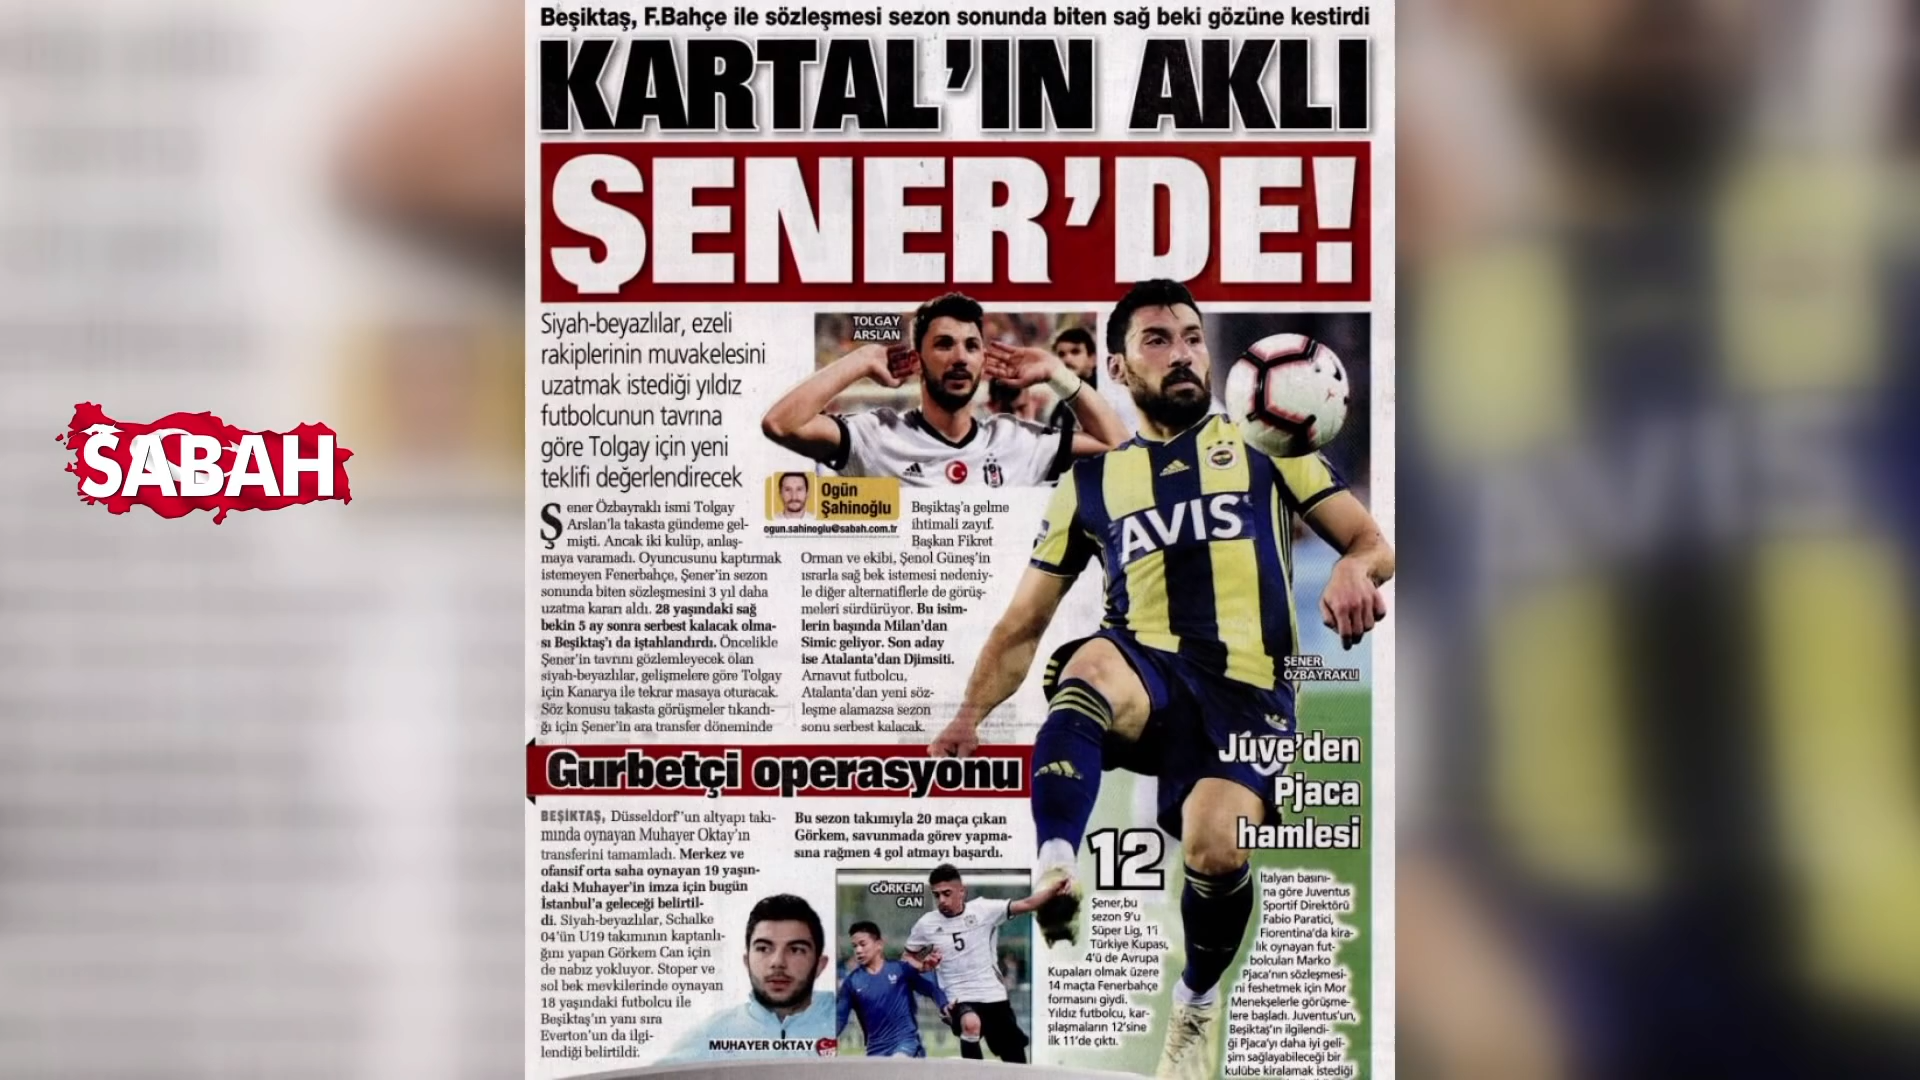 SABAH
Beşiktaş, F.Bahçe ile sözleşmesi sezon sonunda biten sağ beki gözüne kestirdi
KARTAL'IN AKLI
ŞENER'DE!
Siyah-beyazlılar, ezeli
rakiplerinin muvakelesini
uzatmak istediği yıldız
futbolcunun tavrına
göre Tolgay için yeni
teklifi değerlendirecek
TOLGAY
ARSLAN
Ogün
Şahinoğlu
ogun.sahinoglu@sabah.com.tr
Şener Özbayraklı ismi Tolgay
Arslan'la takasta gündeme gel-
mişti. Ancak iki kulüp, anlaş-
maya varamadı. Oyuncusunu kaptırmak
istemeyen Fenerbahçe, Şener'in sezon
sonunda biten sözleşmesini 3 yıl daha
uzatma kararı aldı. 28 yaşındaki sağ
bekin 5 ay sonra serbest kalacak olma-
sı Beşiktaş'ı da iştahlandırdı. Öncelikle
Şener'in tavrını gözlemleyecek olan
siyah-beyazlılar, gelişmelere göre Tolgay
için Kanarya ile tekrar masaya oturacak.
Söz konusu takasta görüşmeler tıkandı-
ğı için Şener'in ara transfer döneminde
Beşiktaş'a gelme
ihtimali zayıf.
Başkan Fikret
Orman ve ekibi, Şenol Güneş'in
ısrarla sağ bek istemesi nedeniy-
le diğer alternatiflerle de görüş-
meleri sürdürüyor. Bu isim-
lerin başında Milan'dan
Simic geliyor. Son aday
ise Atalanta'dan Djimsiti.
Arnavut futbolcu,
Atalanta'dan yeni söz-
leşme alamazsa sezon
sonu serbest kalacak.
AVIS
ŞENER
ÖZBAYRAKLI
Gurbetçi operasyonu
BEŞİKTAŞ, Düsseldorf'un altyapı takı-
mında oynayan Muhayer Oktay'ın
transferini tamamladı. Merkez ve
ofansif orta saha oynayan 19 yaşın-
daki Muhayer'in imza için bugün
İstanbul'a geleceği belirtil-
di. Siyah-beyazlılar, Schalke
04'ün U19 takımının kaptanlı-
ğını yapan Görkem Can için
de nabız yokluyor. Stoper ve
sol bek mevkilerinde oynayan
18 yaşındaki futbolcu ile
Beşiktaş'ın yanı sıra
Everton'un da ilgi-
lendiği belirtildi.
Bu sezon takımıyla 20 maça çıkan
Görkem, savunmada görev yapma-
sına rağmen 4 gol atmayı başardı.
MUHAYER OKTAY
GÖRKEM
CAN
5
12
Şener,bu
sezon 9'u
Süper Lig, 1'i
Türkiye Kupası,
4'ü de Avrupa
Kupaları olmak üzere
14 maçta Fenerbahçe
formasını giydi.
Yıldız futbolcu, kar-
şılaşmaların 12'sine
ilk 11'de çıktı.
Juve'den
Pjaca
hamlesi
İtalyan basını-
na göre Juventus
Sportif Direktörü
Fabio Paratici,
Fiorentina'da kira-
lık oynayan fut-
bolcuları Marko
Pjaca'nın sözleşmesi-
ni feshetmek için Mor
Menekşelerle görüşme-
lere başladı. Juventus'un,
Beşiktaş'ın ilgilendi-
ği Pjaca'yı daha iyi geli-
şim sağlayabileceği bir
kulübe kiralamak istediği